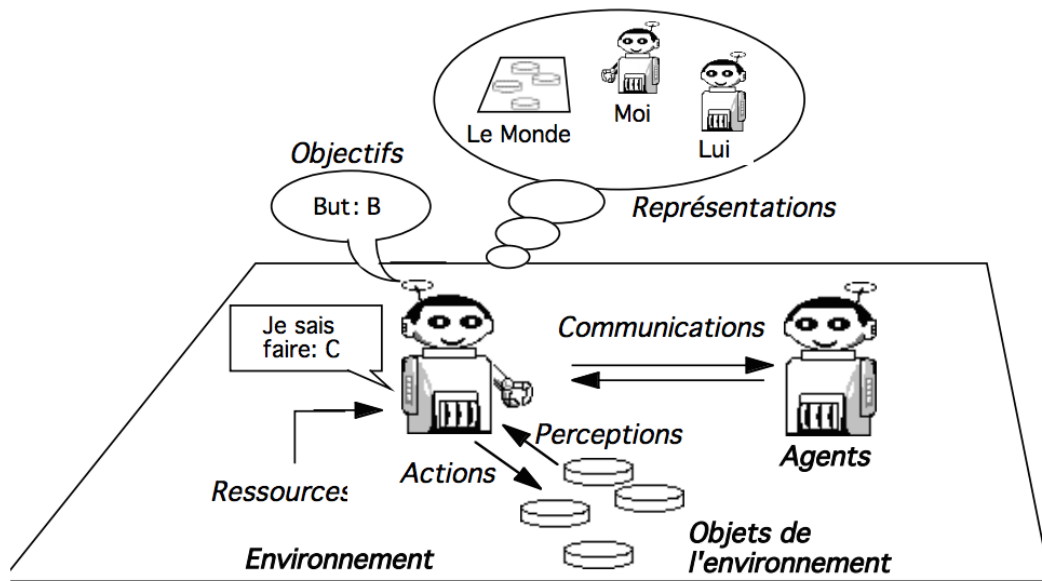 Le Monde
Moi
Lui
Objectifs
But: B
Représentations
Je sais
faire: C
Communications
Perceptions
Agents
Actions
Ressources
Environnement
Objets de
l'environnement